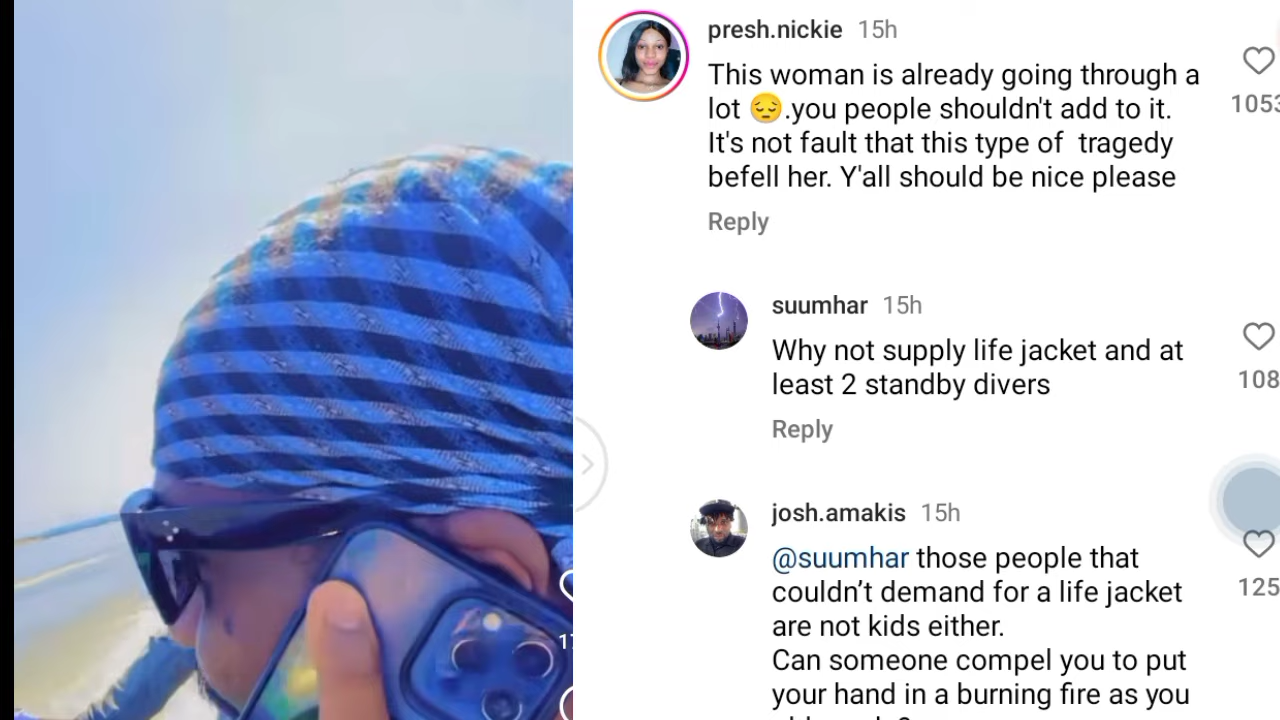 presh.nickie 15h
This woman is already going through a
lot 😔.you people shouldn't add to it.
It's not fault that this type of  tragedy
befell her. Y'all should be nice please
Reply
1053
suumhar 15h
Why not supply life jacket and at
least 2 standby divers
Reply
108
josh.amakis 15h
@suumhar those people that
couldn’t demand for a life jacket
are not kids either.
Can someone compel you to put
your hand in a burning fire as you
125